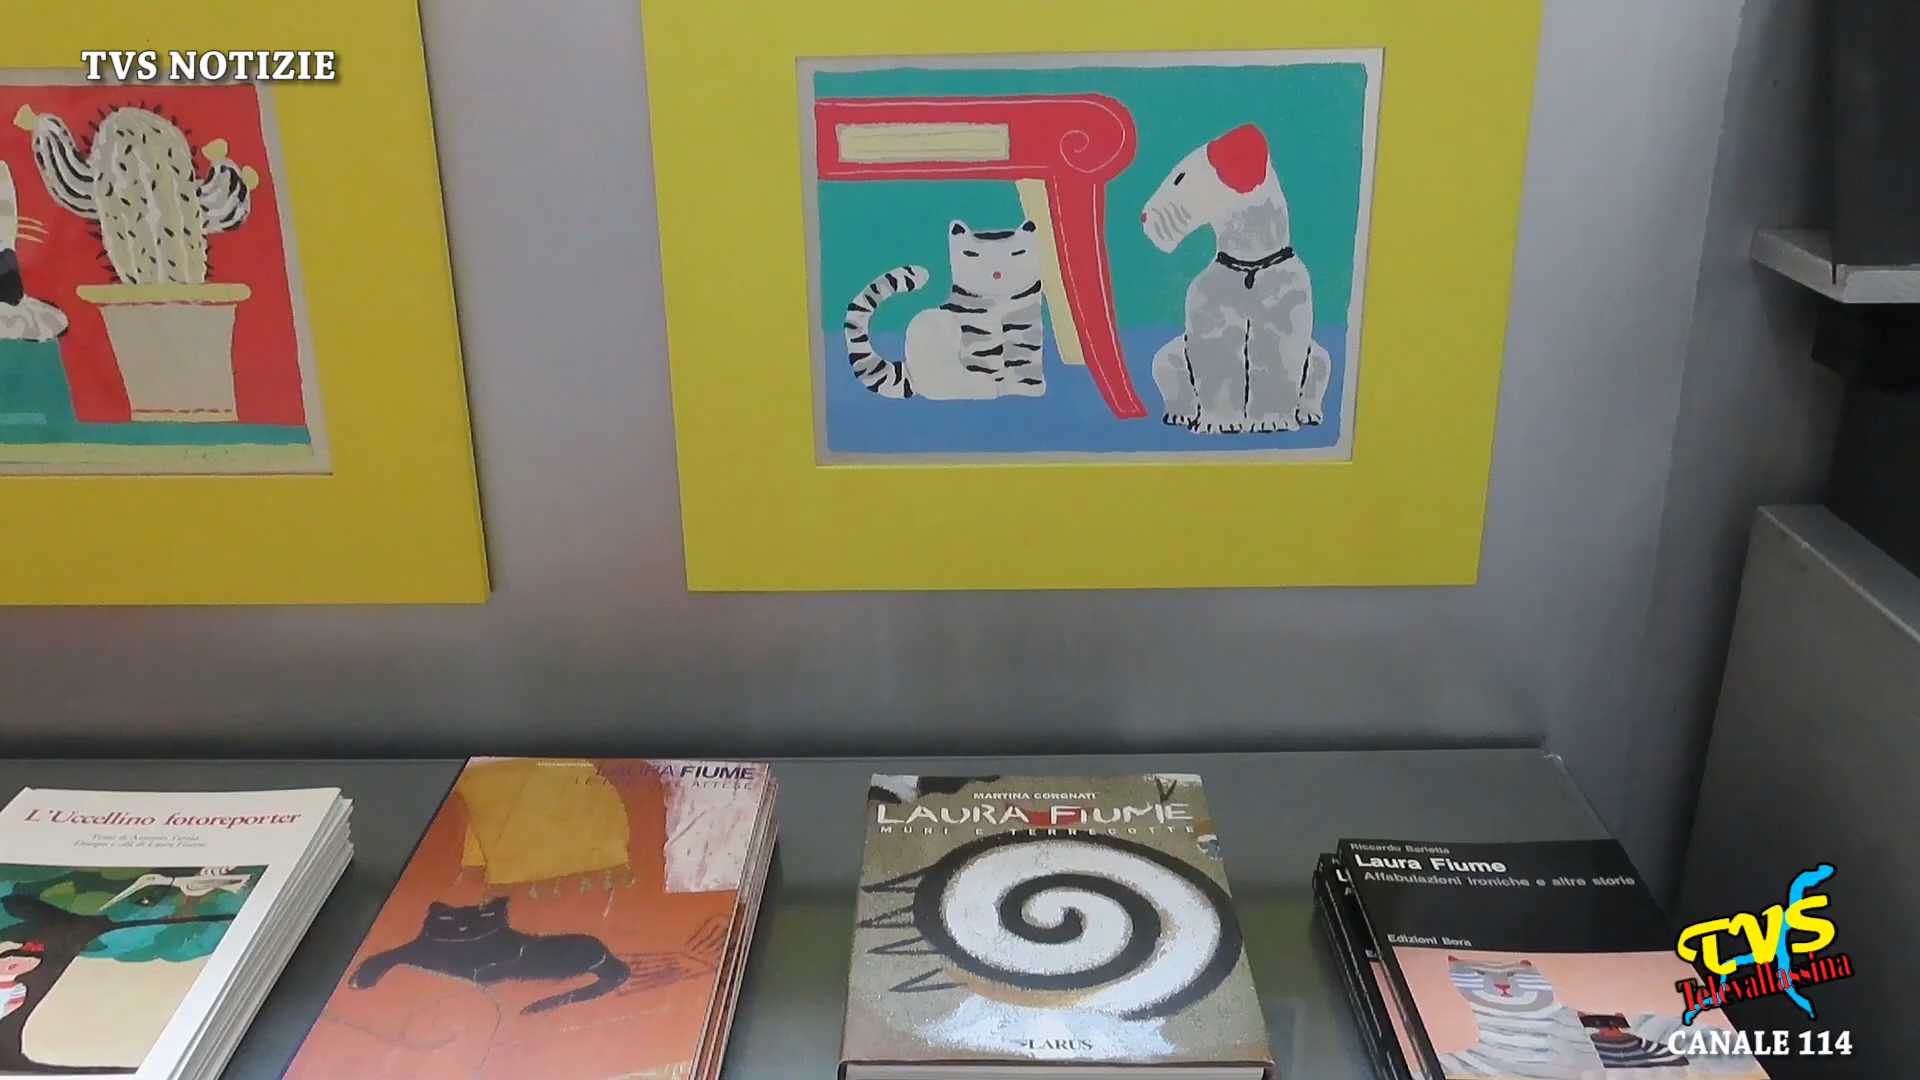 TVS NOTIZIE
L'Uccellino fotoreporter
LAURA FIUME
ATTESE
MARTINA CORGNATI
LAURA FIUME
MURI E TERRECOTTE
LARUS
Riccardo Barletta
Laura Fiume
Affabulazioni ironiche e altre storie
Edizioni Bora
TVS
Televallassina
CANALE 114